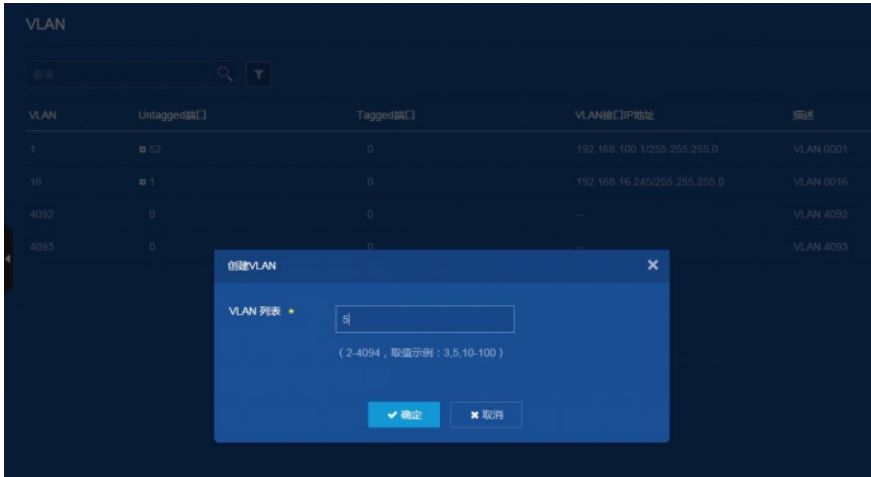 VLAN
查询
VLAN Untagged端口 Tagged端口 VLAN接口IP地址 描述
1 52 0 192.168.100.1/255.255.255.0 VLAN 0001
16 1 0 192.168.16.245/255.255.255.0 VLAN 0016
4092 0 0 -- VLAN 4092
4093 0 0 -- VLAN 4093
创建VLAN
VLAN 列表 *
5
（2-4094，取值示例：3,5,10-100）
确定 取消